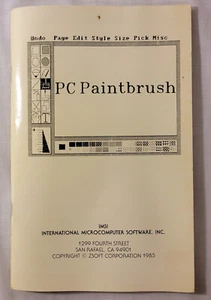 Undo Page Edit Style Size Pick Misc
PC Paintbrush
IMSI
INTERNATIONAL MICROCOMPUTER SOFTWARE, INC.
1299 FOURTH STREET
SAN RAFAEL, CA 94901
COPYRIGHT © ZSOFT CORPORATION 1985